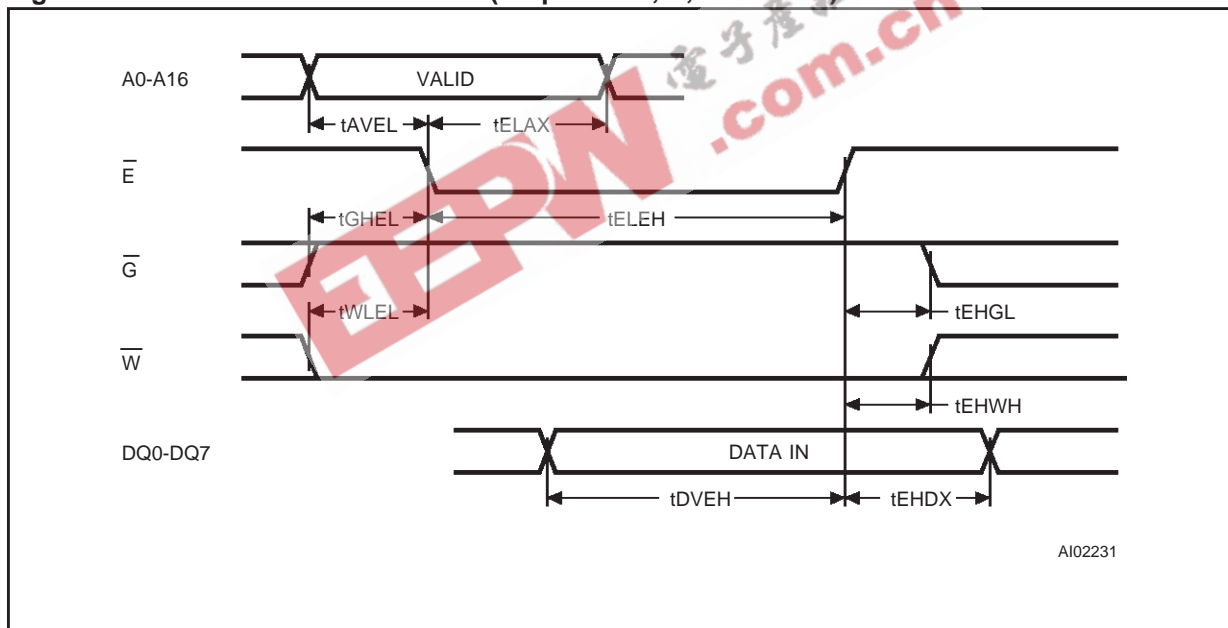 A0-A16
VALID
tAVEL
tELAX
E
tGHEL
tELEH
G
tWLEL
tEHGL
W
tEHWH
DQ0-DQ7
DATA IN
tDVEH
tEHDX
AI02231
EEPW
.com.cn